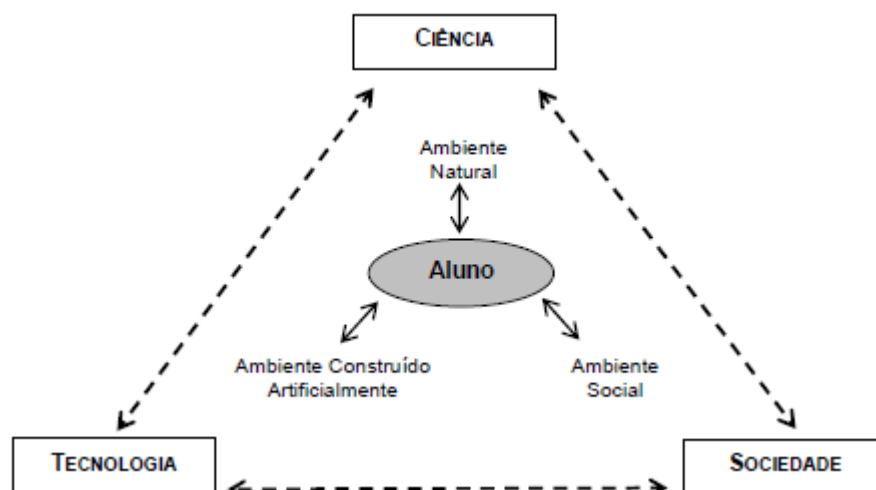 CIÊNCIA
Ambiente
Natural
Aluno
Ambiente Construído
Artificialmente
Ambiente
Social
TECNOLOGIA
SOCIEDADE